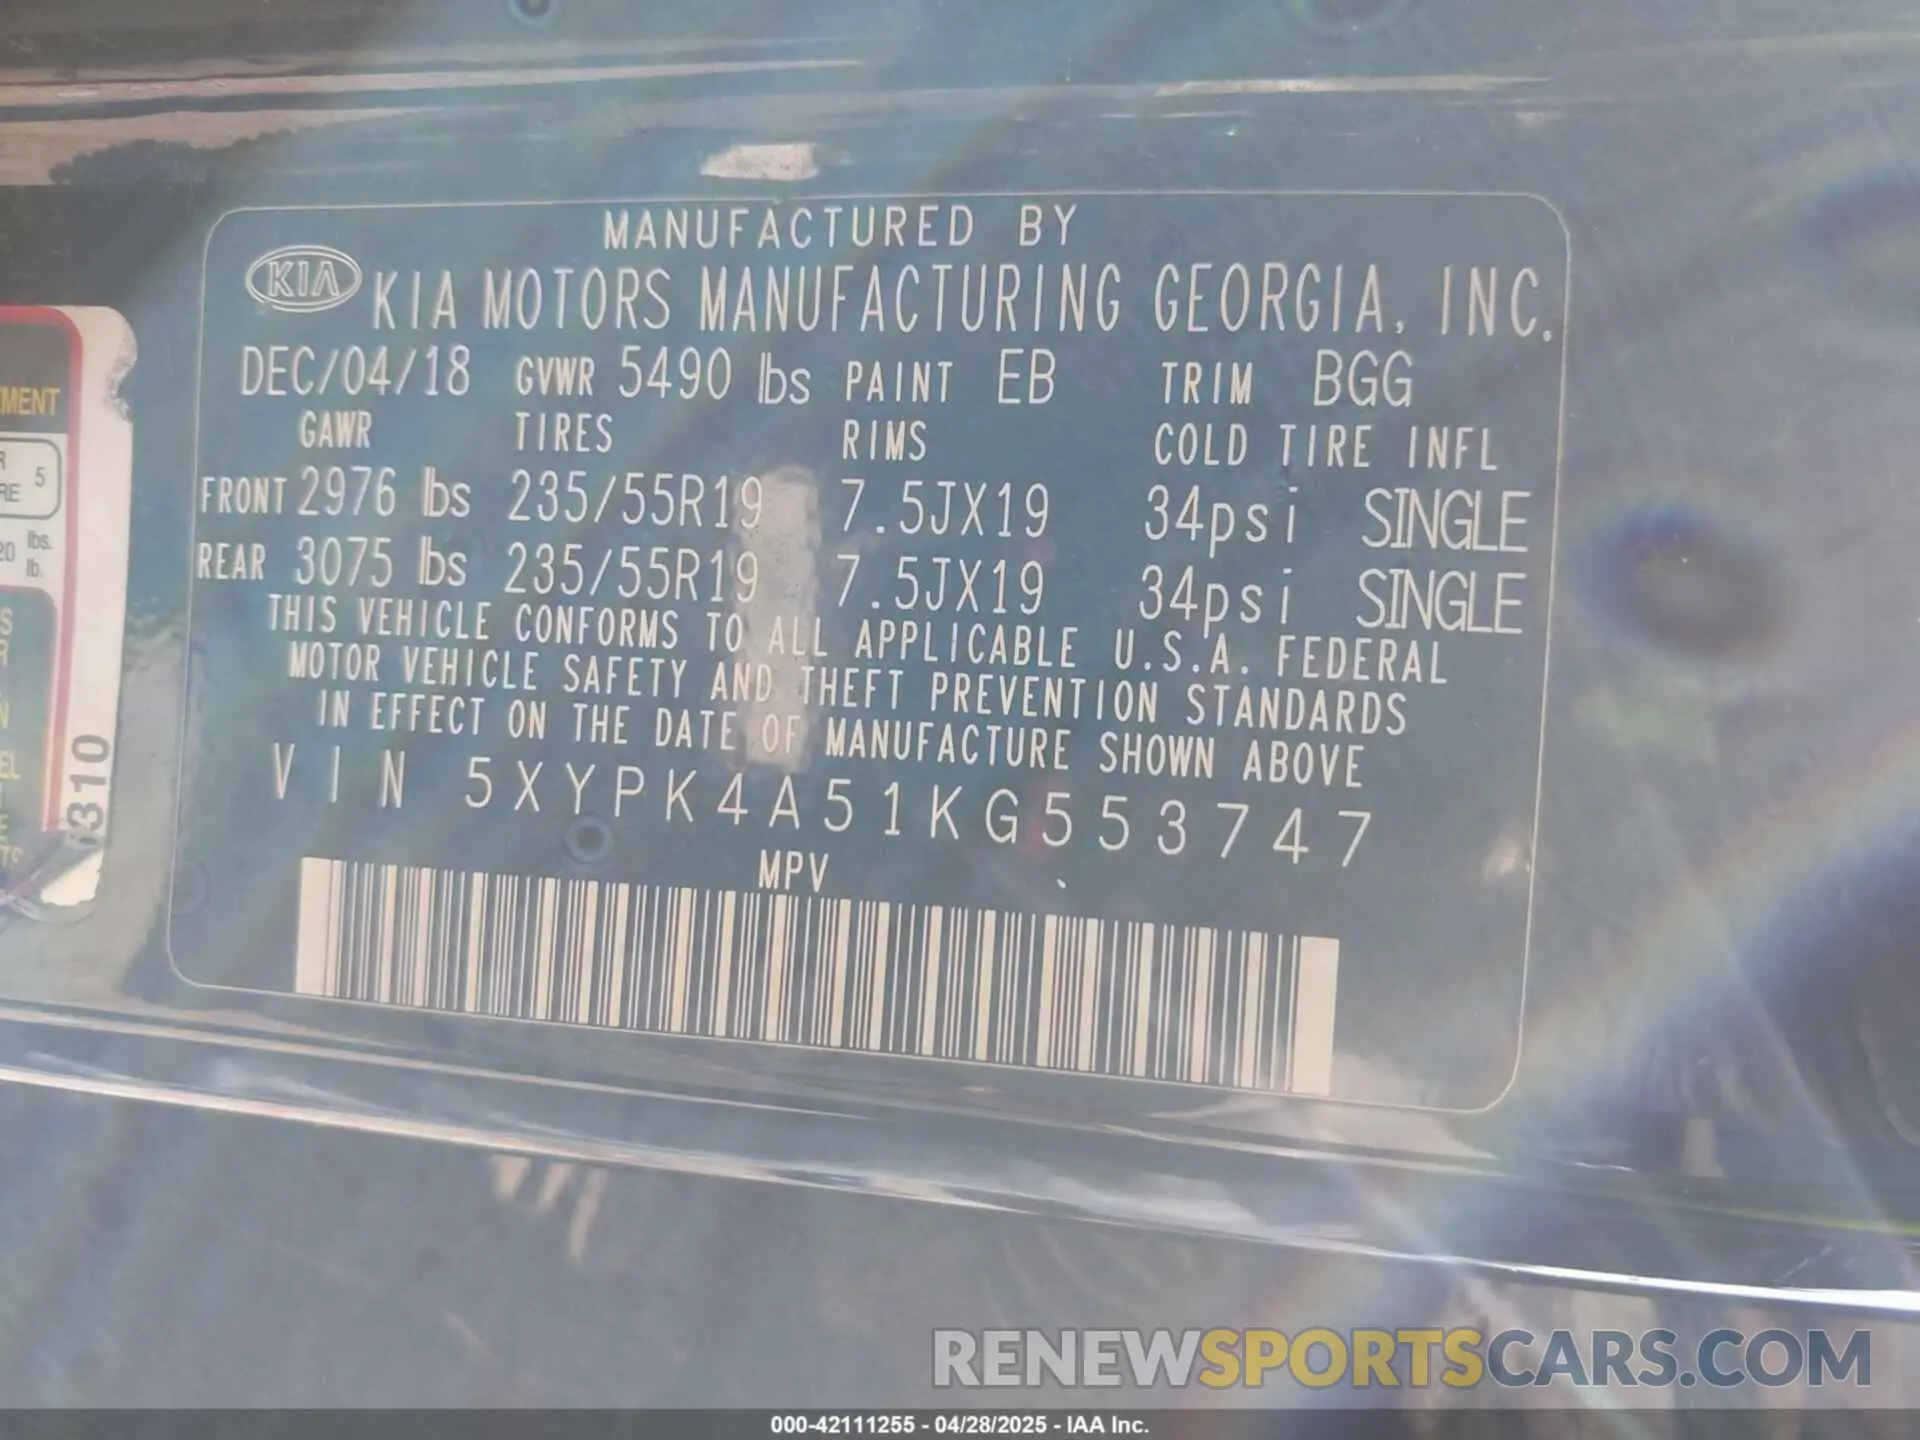 MANUFACTURED BY
KIA KIA MOTORS MANUFACTURING GEORGIA, INC.
DEC/04/18 GVWR 5490 lbs PAINT EB TRIM BGG
GAWR TIRES RIMS COLD TIRE INFL
FRONT 2976 lbs 235/55R19 7.5JX19 34psi SINGLE
REAR 3075 lbs 235/55R19 7.5JX19 34psi SINGLE
THIS VEHICLE CONFORMS TO ALL APPLICABLE U.S.A. FEDERAL
MOTOR VEHICLE SAFETY AND THEFT PREVENTION STANDARDS
IN EFFECT ON THE DATE OF MANUFACTURE SHOWN ABOVE
VIN 5XYPK4A51KG553747
MPV
5
lbs.
lb.
RENEWSPORTSCARS.COM
000-42111255 - 04/28/2025 - IAA Inc.